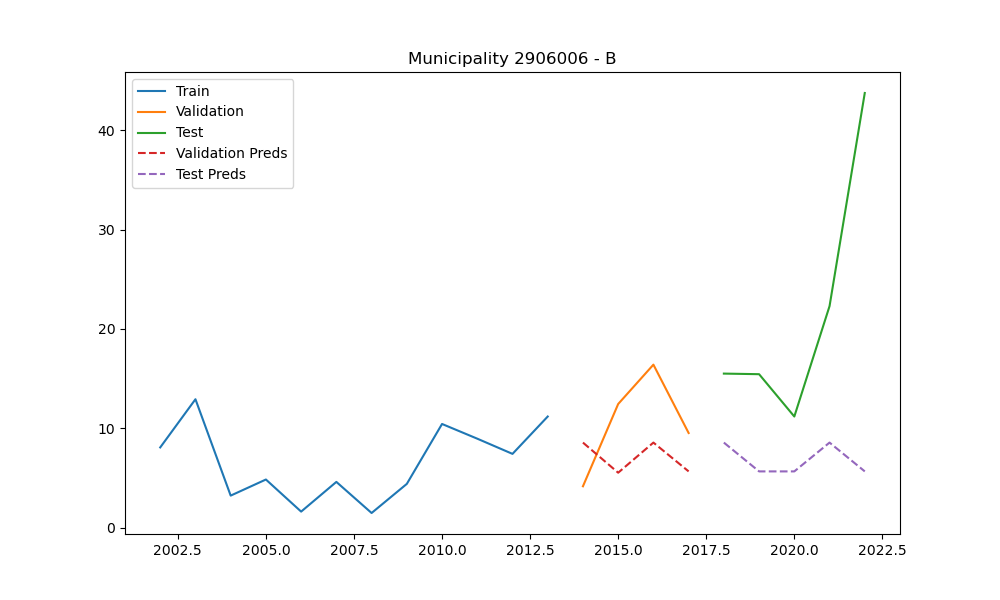 Municipality 2906006 - B
Train
Validation
Test
Validation Preds
Test Preds
40
30
20
10
0
2002.5 2005.0 2007.5 2010.0 2012.5 2015.0 2017.5 2020.0 2022.5